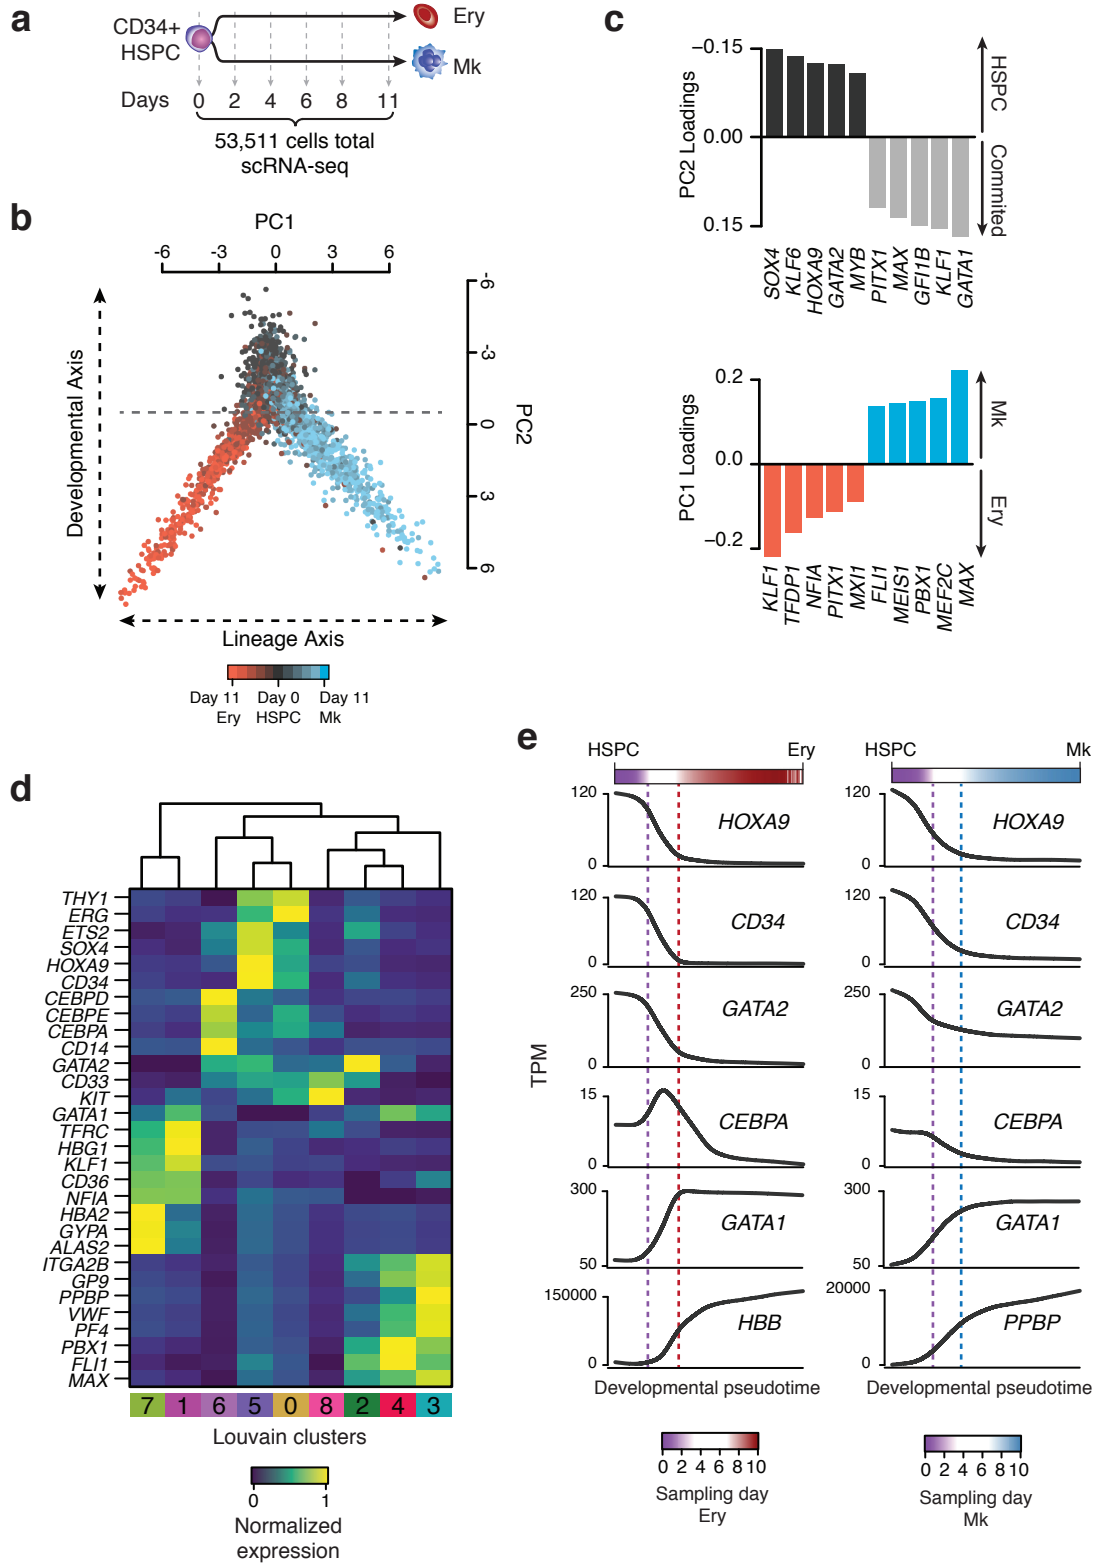 a
CD34+
HSPC
Ery
Mk
Days 0 2 4 6 8 11
53,511 cells total
scRNA-seq
b
PC1
-6 -3 0 3 6
-6
-3
0
3
6
PC2
Developmental Axis
Lineage Axis
Day 11 Day 0 Day 11
Ery HSPC Mk
c
PC2 Loadings
−0.15
0.00
0.15
HSPC
Commited
SOX4
KLF6
HOXA9
GATA2
MYB
PITX1
MAX
GFI1B
KLF1
GATA1
PC1 Loadings
0.2
0.0
−0.2
Mk
Ery
KLF1
TFDP1
NFIA
PITX1
MXI1
FLI1
MEIS1
PBX1
MEF2C
MAX
d
THY1
ERG
ETS2
SOX4
HOXA9
CD34
CEBPD
CEBPE
CEBPA
CD14
GATA2
CD33
KIT
GATA1
TFRC
HBG1
KLF1
CD36
NFIA
HBA2
GYPA
ALAS2
ITGA2B
GP9
PPBP
VWF
PF4
PBX1
FLI1
MAX
7 1 6 5 0 8 2 4 3
Louvain clusters
0 1
Normalized
expression
e
HSPC Ery
HSPC Mk
TPM
120
0
HOXA9
120
0
HOXA9
120
0
CD34
120
0
CD34
250
0
GATA2
250
0
GATA2
15
0
CEBPA
15
0
CEBPA
300
50
GATA1
300
50
GATA1
150000
0
HBB
20000
0
PPBP
Developmental pseudotime
Developmental pseudotime
0 2 4 6 8 10
Sampling day
Ery
0 2 4 6 8 10
Sampling day
Mk